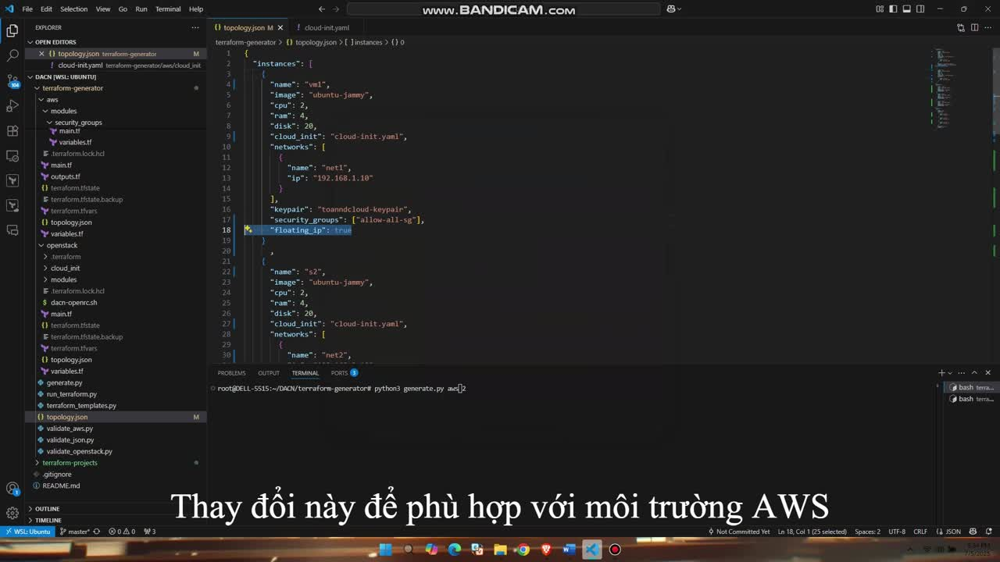 File Edit Selection View Go Run Terminal Help
WWW.BANDICAM.COM
EXPLORER
OPEN EDITORS
topology.json terraform-generator M
cloud-init.yaml terraform-generator/aws/cloud_init
DACN [WSL: UBUNTU]
terraform-generator
aws
modules
security_groups
main.tf
variables.tf
.terraform.lock.hcl
main.tf
outputs.tf
terraform.tfstate
terraform.tfstate.backup
terraform.tfvars
topology.json
variables.tf
openstack
.terraform
cloud_init
modules
.terraform.lock.hcl
dacn-openrc.sh
main.tf
terraform.tfstate
terraform.tfstate.backup
terraform.tfvars
topology.json
variables.tf
generate.py
run_terraform.py
terraform_templates.py
topology.json M
validate_aws.py
validate_json.py
validate_openstack.py
terraform-projects
.gitignore
README.md
OUTLINE
TIMELINE
topology.json M
cloud-init.yaml
terraform-generator > topology.json > [ ] instances > {} 0
1 {
2 "instances": [
3 {
4 "name": "vm1",
5 "image": "ubuntu-jammy",
6 "cpu": 2,
7 "ram": 4,
8 "disk": 20,
9 "cloud_init": "cloud-init.yaml",
10 "networks": [
11 {
12 "name": "net1",
13 "ip": "192.168.1.10"
14 }
15 ],
16 "keypair": "toanndcloud-keypair",
17 "security_groups": ["allow-all-sg"],
18 "floating_ip": true
19 }
20 ,
21 {
22 "name": "s2",
23 "image": "ubuntu-jammy",
24 "cpu": 2,
25 "ram": 4,
26 "disk": 20,
27 "cloud_init": "cloud-init.yaml",
28 "networks": [
29 {
30 "name": "net2",
PROBLEMS OUTPUT TERMINAL PORTS 3
root@DELL-5515:~/DACN/terraform-generator# python3 generate.py aws 2
bash terra...
bash terra...
Thay đổi này để phù hợp với môi trường AWS
WSL: Ubuntu master* 0 0 3 Not Committed Yet Ln 18, Col 1 (25 selected) Spaces: 2 UTF-8 CRLF JSON